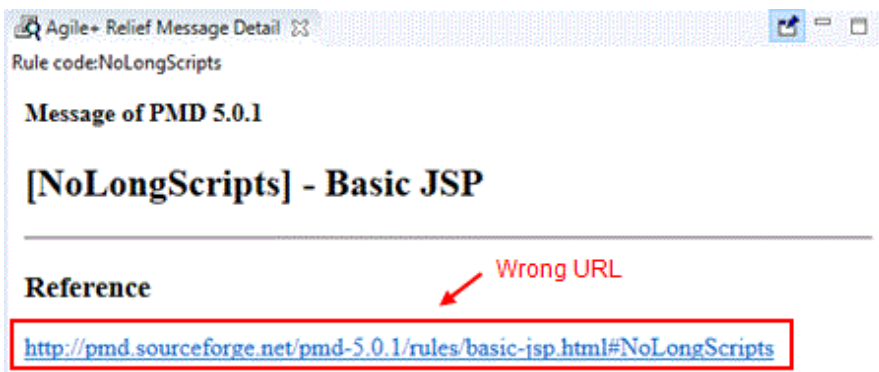 Agile+ Relief Message Detail
Rule code:NoLongScripts
Message of PMD 5.0.1
[NoLongScripts] - Basic JSP
Wrong URL
Reference
http://pmd.sourceforge.net/pmd-5.0.1/rules/basic-jsp.html#NoLongScripts